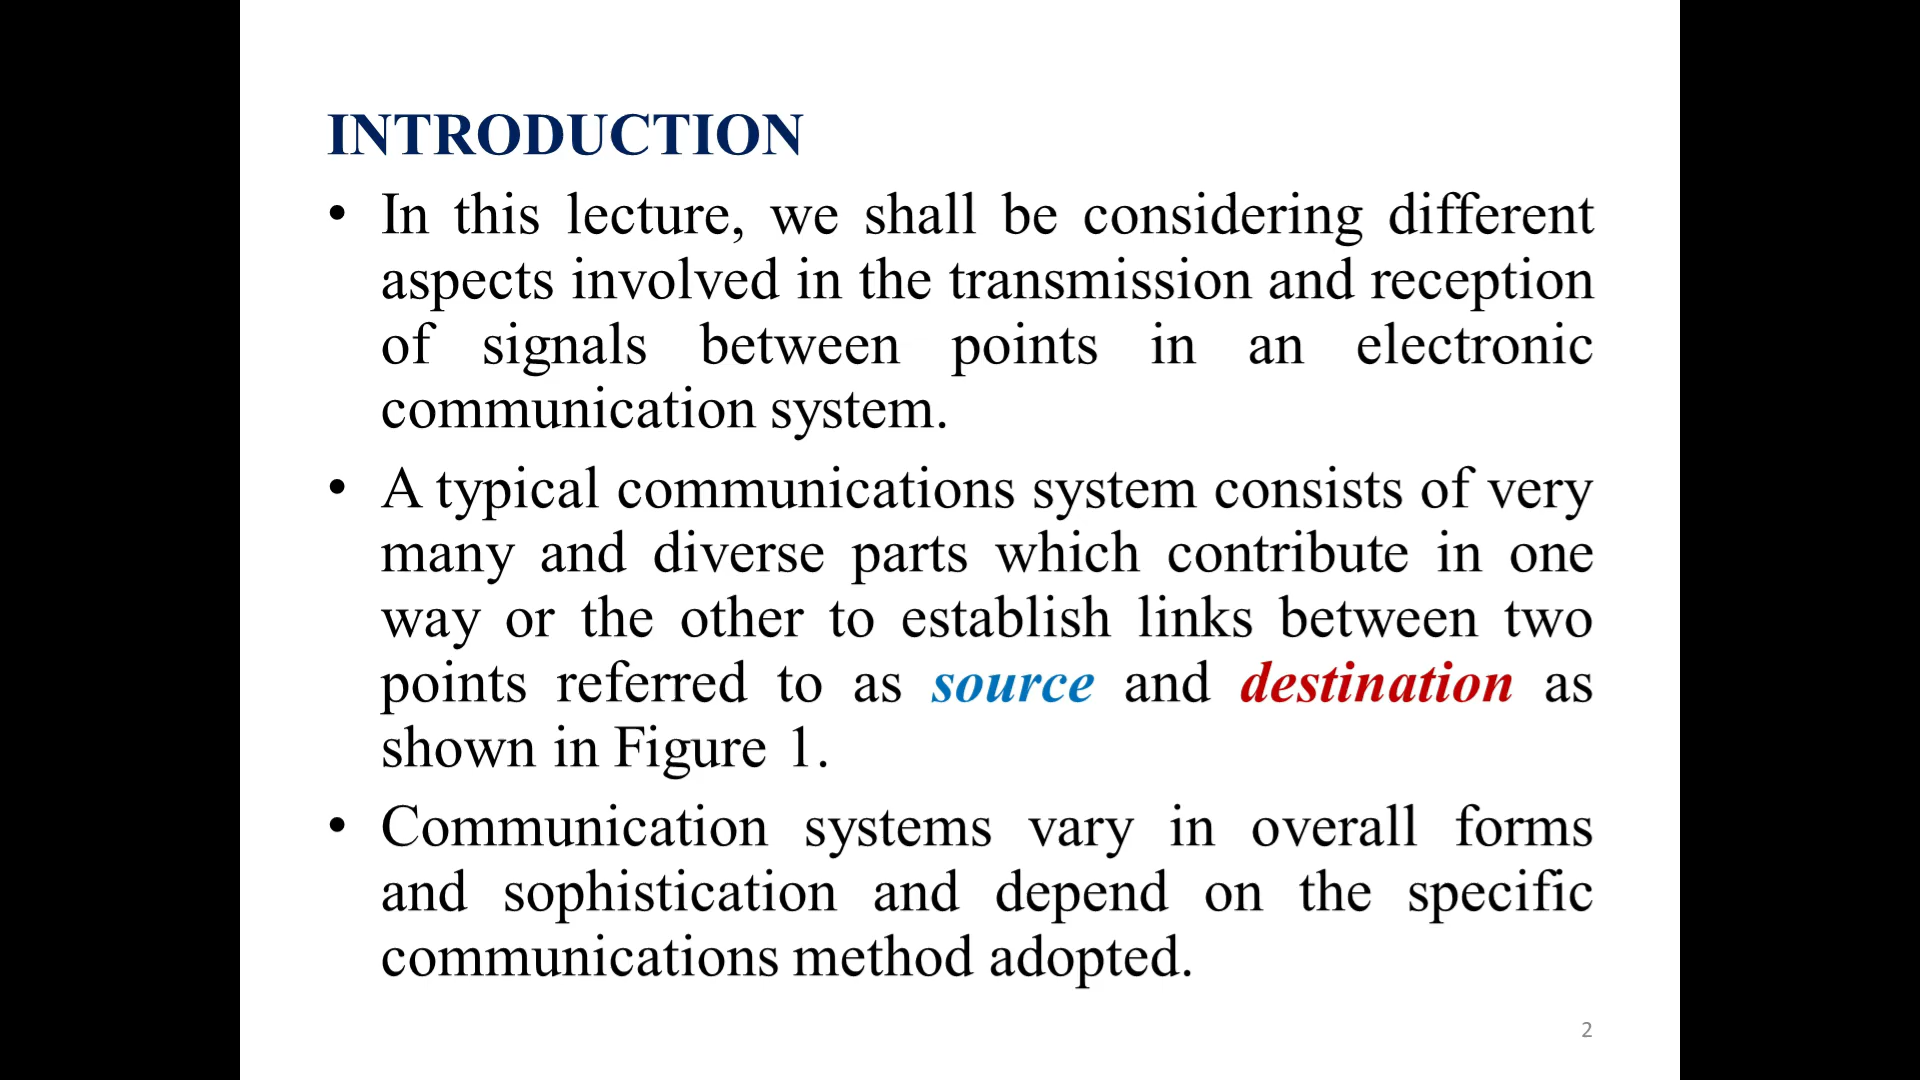 INTRODUCTION
• In this lecture, we shall be considering different
aspects involved in the transmission and reception
of signals between points in an electronic
communication system.
• A typical communications system consists of very
many and diverse parts which contribute in one
way or the other to establish links between two
points referred to as source and destination as
shown in Figure 1.
• Communication systems vary in overall forms
and sophistication and depend on the specific
communications method adopted.
2